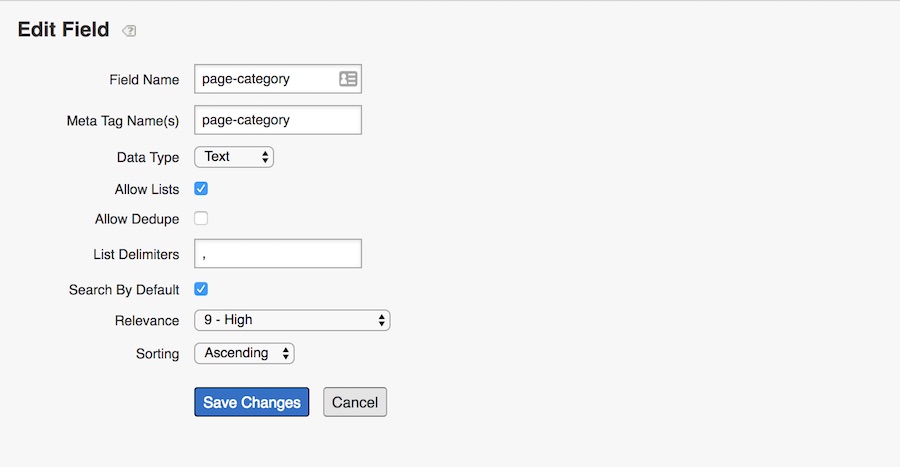 Edit Field ?
Field Name page-category
Meta Tag Name(s) page-category
Data Type Text
Allow Lists
Allow Dedupe
List Delimiters ,
Search By Default
Relevance 9 - High
Sorting Ascending
Save Changes Cancel